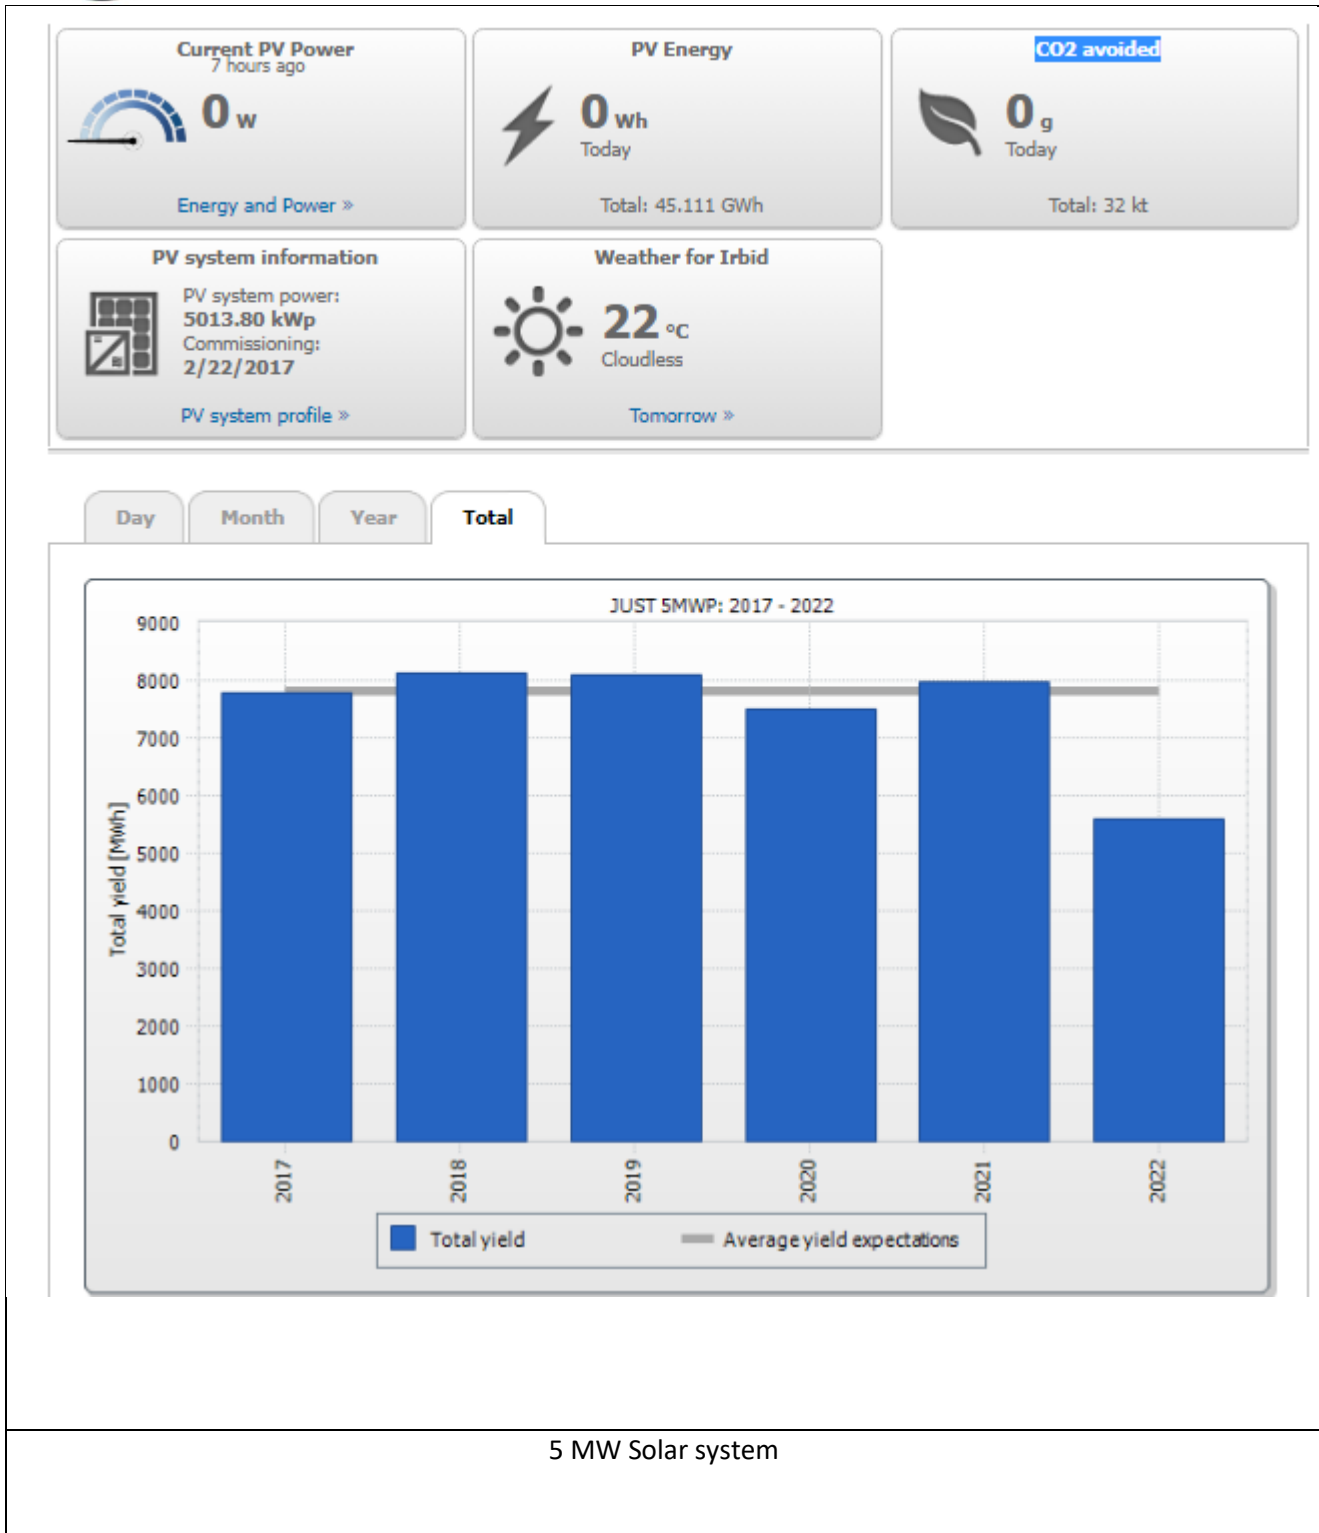 Current PV Power
7 hours ago
0 W
Energy and Power »
PV Energy
0 Wh
Today
Total: 45.111 GWh
CO2 avoided
0 g
Today
Total: 32 kt
PV system information
PV system power:
5013.80 kWp
Commissioning:
2/22/2017
PV system profile »
Weather for Irbid
22 °C
Cloudless
Tomorrow »
Day
Month
Year
Total
JUST 5MWP: 2017 - 2022
Total yield [MWh]
9000
8000
7000
6000
5000
4000
3000
2000
1000
0
2017
2018
2019
2020
2021
2022
Total yield
Average yield expectations
5 MW Solar system